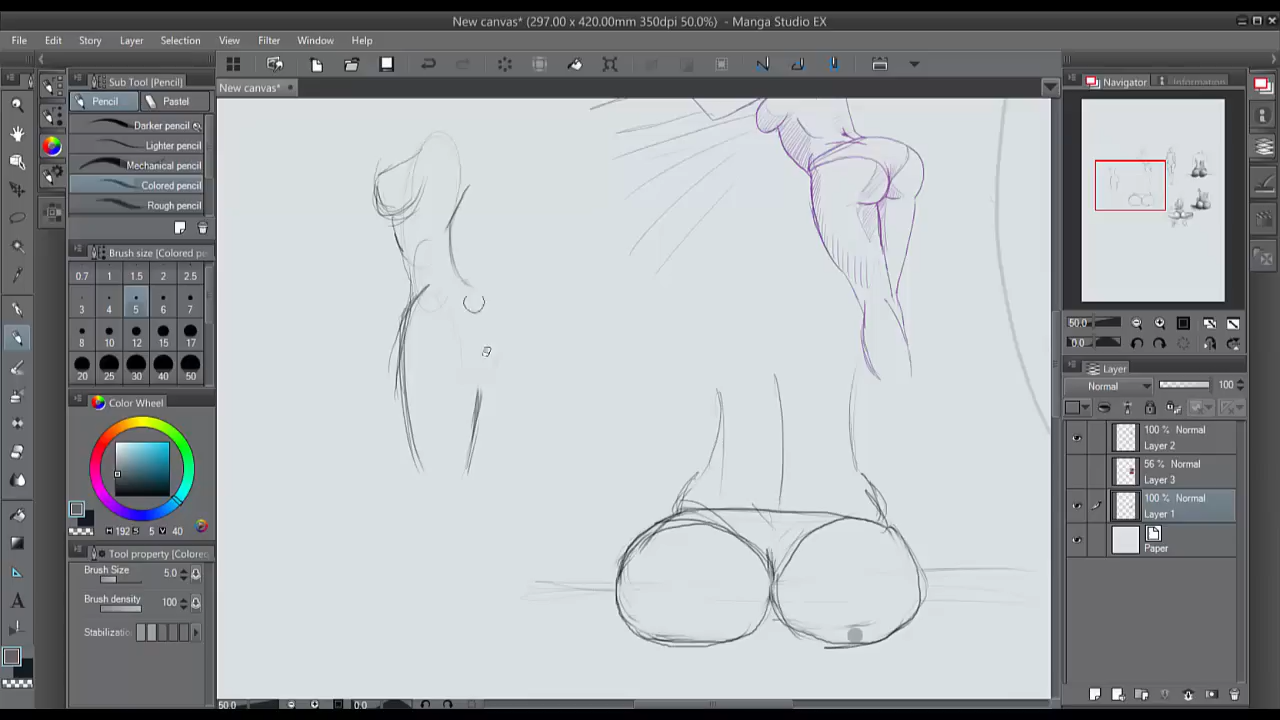 New canvas* (297.00 x 420.00mm 350dpi 50.0%) - Manga Studio EX
File Edit Story Layer Selection View Filter Window Help
Sub Tool [Pencil]
Pencil Pastel
Darker pencil
Lighter pencil
Mechanical pencil
Colored pencil
Rough pencil
Brush size [Colored pe
0.7 1 1.5 2 2.5
3 4 5 6 7
8 10 12 15 17
20 25 30 40 50
Color Wheel
H 192 S 5 V 40
Tool property [Colored
Brush Size 5.0
Brush density 100
Stabilizatio
New canvas*
50.0 0.0
Navigator Information
50.0
0.0
Layer
Normal 100
100 % Normal
Layer 2
56 % Normal
Layer 3
100 % Normal
Layer 1
Paper